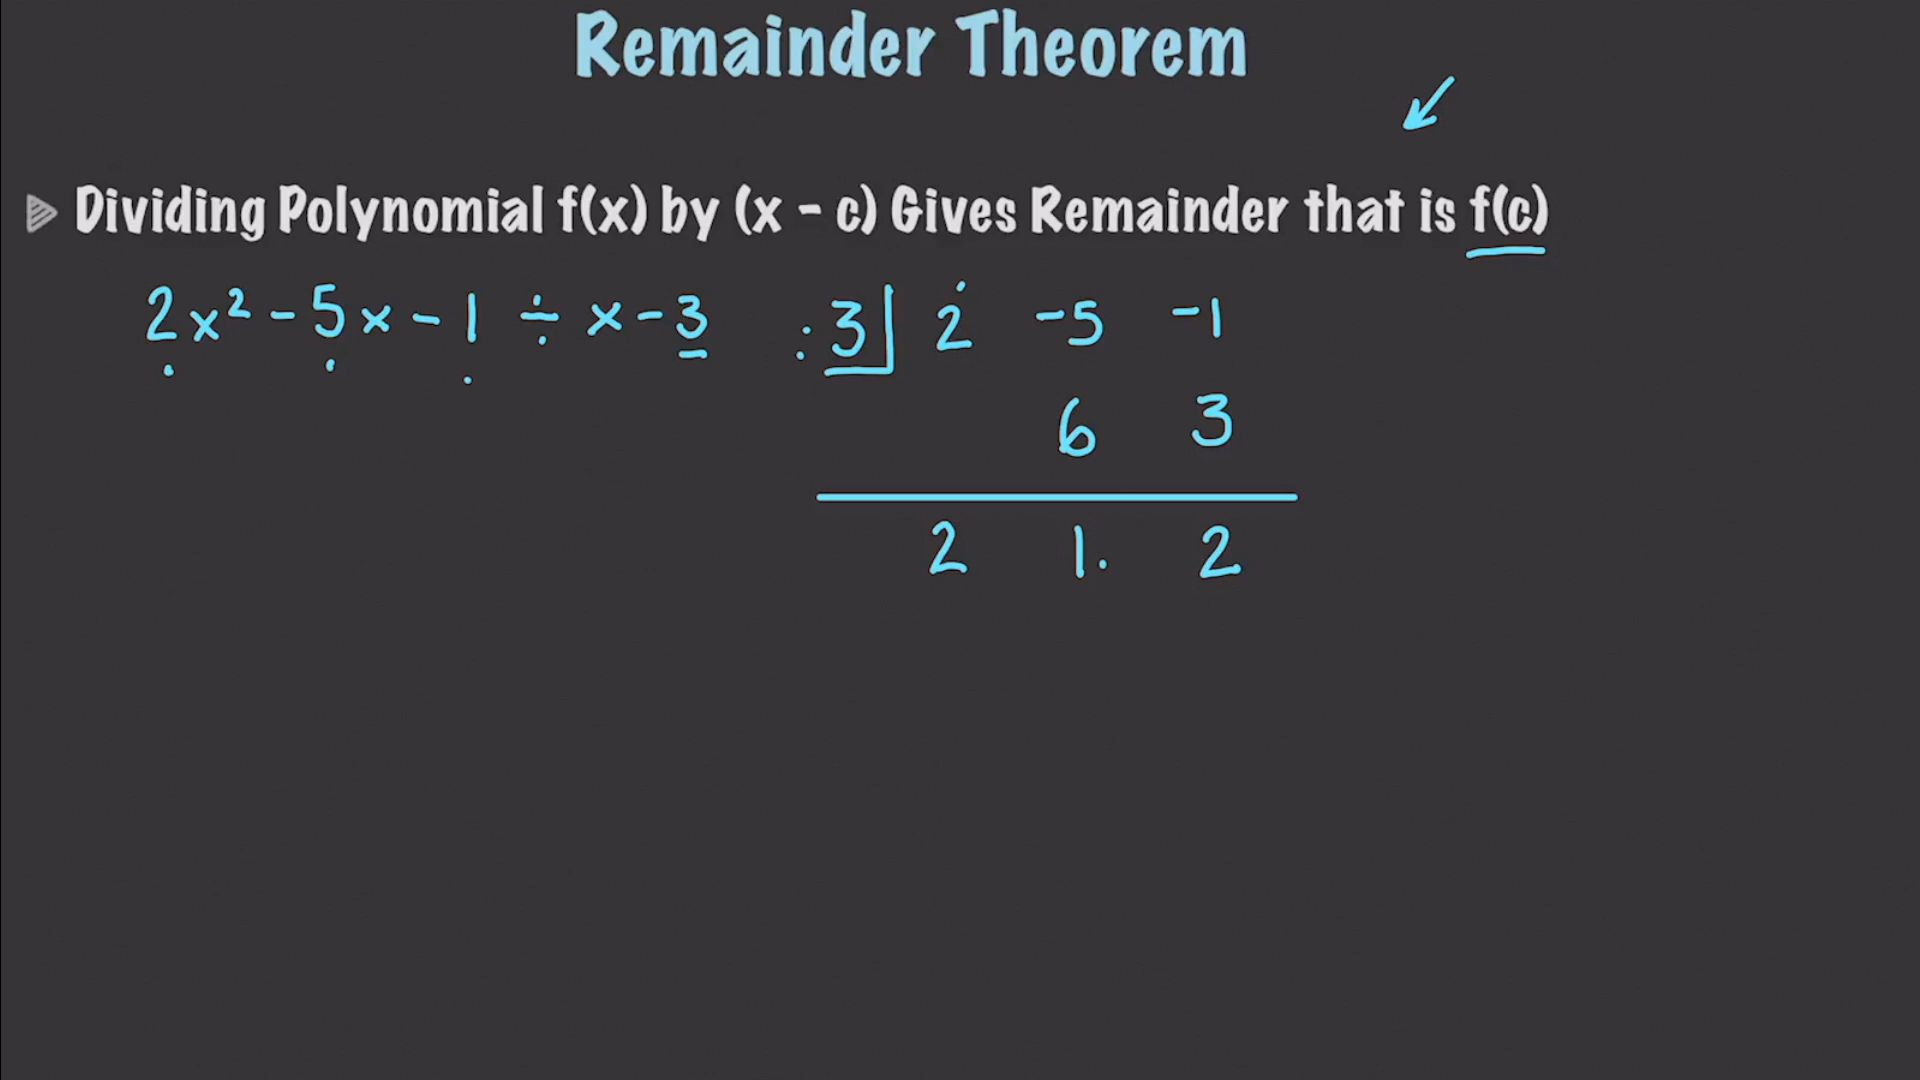 Remainder Theorem
Dividing Polynomial f(x) by (x - c) Gives Remainder that is f(c)
2x² - 5x - 1 ÷ x - 3 3 2 -5 -1
6 3
2 1 2